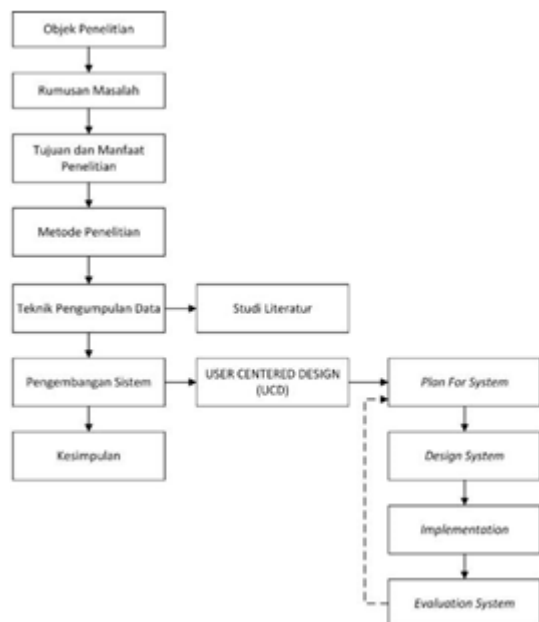 Objek Penelitian
Rumusan Masalah
Tujuan dan Manfaat
Penelitian
Metode Penelitian
Teknik Pengumpulan Data
Studi Literatur
Pengembangan Sistem
USER CENTERED DESIGN
(UCD)
Plan For System
Kesimpulan
Design System
Implementation
Evaluation System